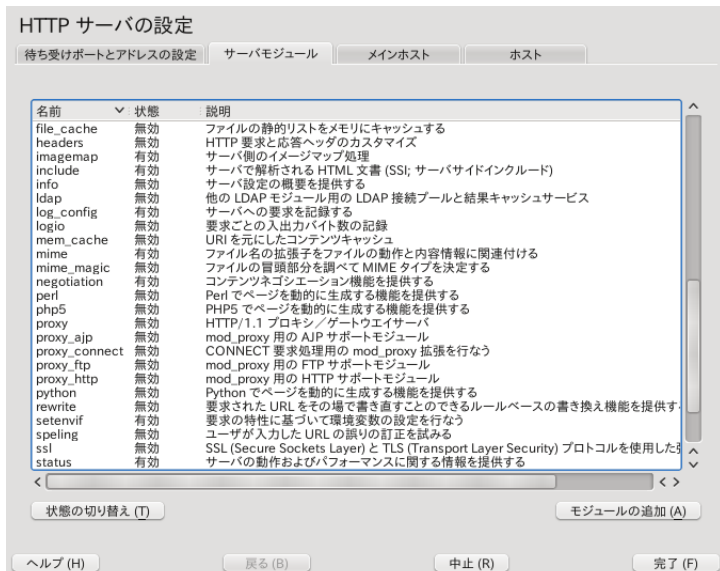 HTTP サーバの設定
待ち受けポートとアドレスの設定 サーバモジュール メインホスト ホスト
名前 状態 説明
file_cache 無効 ファイルの静的リストをメモリにキャッシュする
headers 無効 HTTP 要求と応答ヘッダのカスタマイズ
imagemap 有効 サーバ側のイメージマップ処理
include 有効 サーバで解析される HTML 文書 (SSI; サーバサイドインクルード)
info 無効 サーバ設定の概要を提供する
ldap 無効 他の LDAP モジュール用の LDAP 接続プールと結果キャッシュサービス
log_config 有効 サーバへの要求を記録する
logio 無効 要求ごとの入出力バイト数の記録
mem_cache 無効 URI を元にしたコンテンツキャッシュ
mime 有効 ファイル名の拡張子をファイルの動作と内容情報に関連付ける
mime_magic 無効 ファイルの冒頭部分を調べて MIME タイプを決定する
negotiation 有効 コンテンツネゴシエーション機能を提供する
perl 無効 Perl でページを動的に生成する機能を提供する
php5 無効 PHP5 でページを動的に生成する機能を提供する
proxy 無効 HTTP/1.1 プロキシ／ゲートウエイサーバ
proxy_ajp 無効 mod_proxy 用の AJP サポートモジュール
proxy_connect 無効 CONNECT 要求処理用の mod_proxy 拡張を行なう
proxy_ftp 無効 mod_proxy 用の FTP サポートモジュール
proxy_http 無効 mod_proxy 用の HTTP サポートモジュール
python 無効 Python でページを動的に生成する機能を提供する
rewrite 無効 要求された URL をその場で書き直すことのできるルールベースの書き換え機能を提供す
setenvif 有効 要求の特性に基づいて環境変数の設定を行なう
speling 無効 ユーザが入力した URL の誤りの訂正を試みる
ssl 無効 SSL (Secure Sockets Layer) と TLS (Transport Layer Security) プロトコルを使用した
status 有効 サーバの動作およびパフォーマンスに関する情報を提供する
状態の切り替え (T) モジュールの追加 (A)
ヘルプ (H) 戻る (B) 中止 (R) 完了 (F)